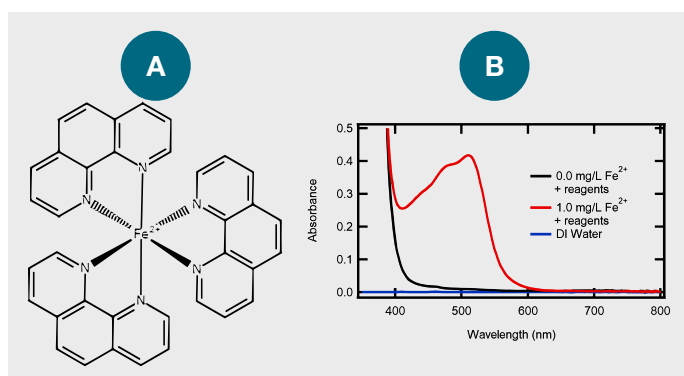 A
B
N
N
N
N
N
N
Fe2+
Absorbance
0.5
0.4
0.3
0.2
0.1
0.0
0.0 mg/L Fe2+
+ reagents
1.0 mg/L Fe2+
+ reagents
DI Water
400
500
600
700
800
Wavelength (nm)